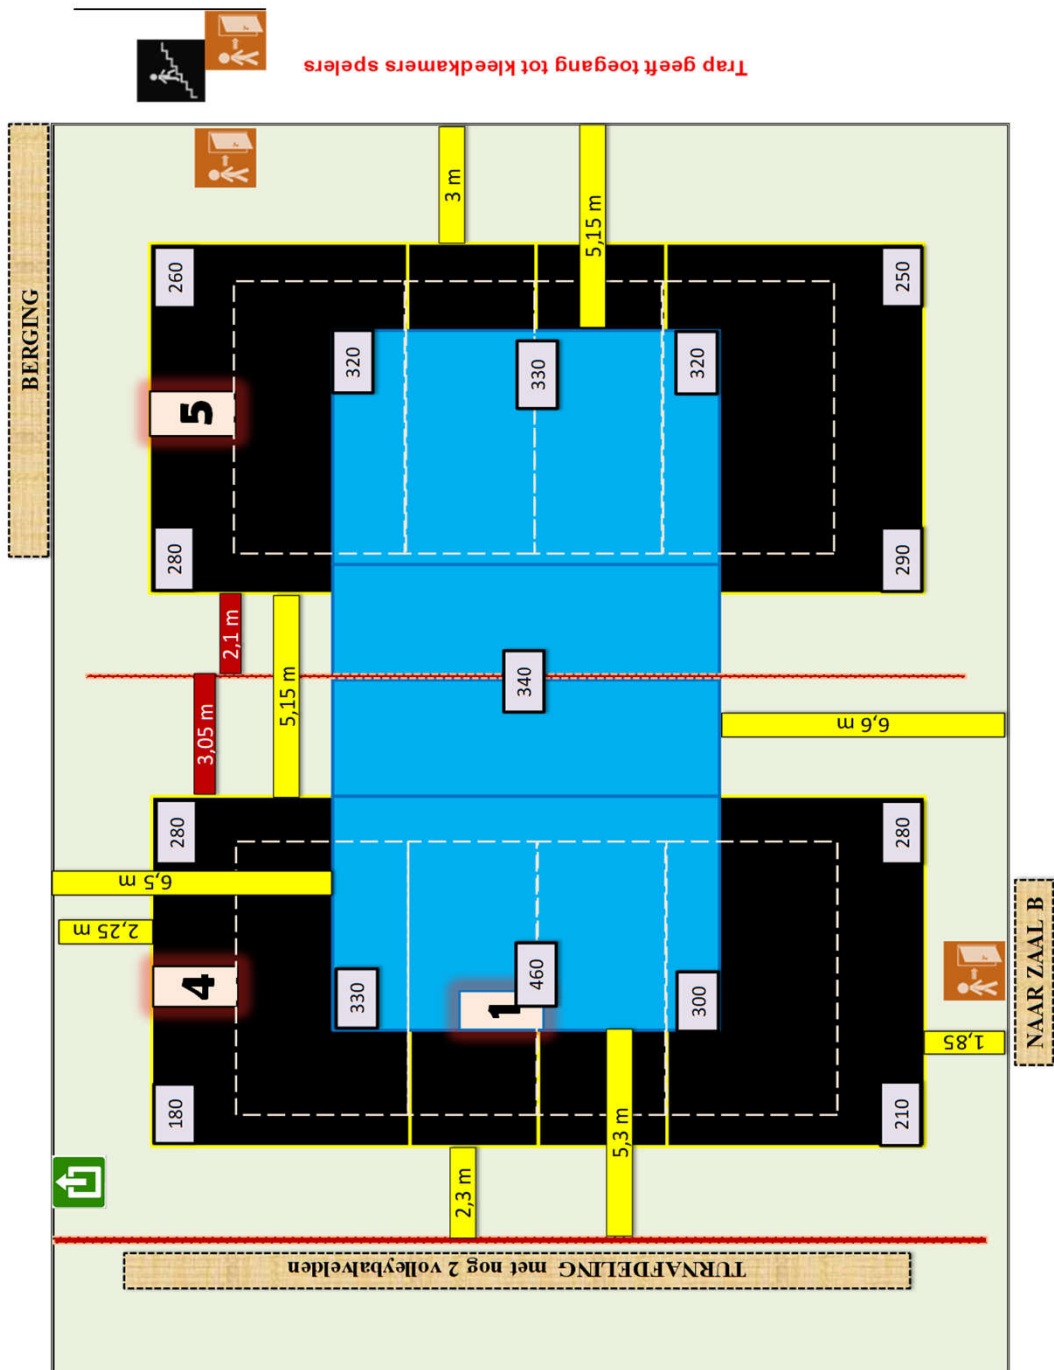 Trap geeft toegang tot kleedkamers spelers
BERGING
3 m
5,15 m
260
250
320
330
320
5
280
290
2,1 m
5,15 m
3,05 m
340
6,6 m
280
280
6,5 m
2,25 m
4
330
1
460
300
NAAR ZAAL B
1,85
180
210
2,3 m
5,3 m
TURNAFDELING met nog 2 volleybalvelden